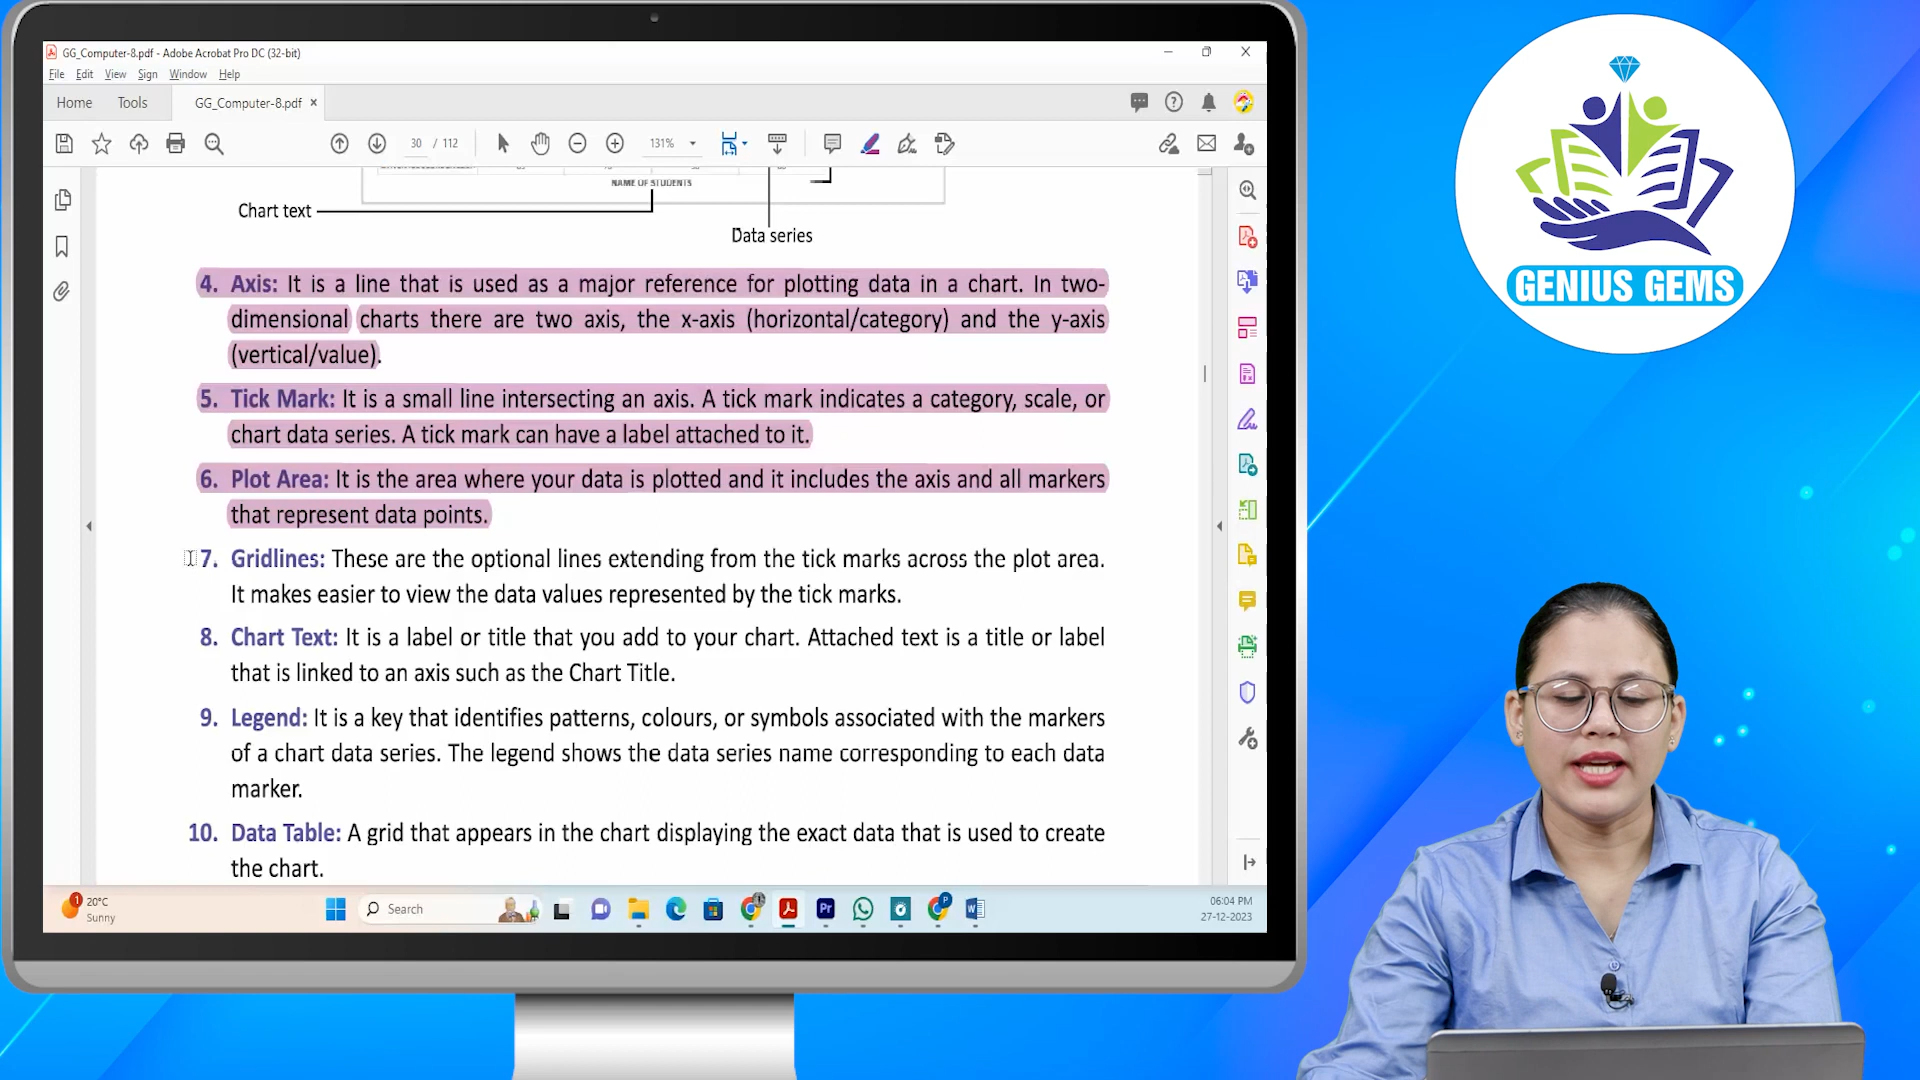 GG_Computer-8.pdf - Adobe Acrobat Pro DC (32-bit)
File Edit View Sign Window Help
Home Tools GG_Computer-8.pdf ×
30 / 112 131%
NAME OF STUDENTS
Chart text
Data series
4. Axis: It is a line that is used as a major reference for plotting data in a chart. In two-
dimensional charts there are two axis, the x-axis (horizontal/category) and the y-axis
(vertical/value).
5. Tick Mark: It is a small line intersecting an axis. A tick mark indicates a category, scale, or
chart data series. A tick mark can have a label attached to it.
6. Plot Area: It is the area where your data is plotted and it includes the axis and all markers
that represent data points.
7. Gridlines: These are the optional lines extending from the tick marks across the plot area.
It makes easier to view the data values represented by the tick marks.
8. Chart Text: It is a label or title that you add to your chart. Attached text is a title or label
that is linked to an axis such as the Chart Title.
9. Legend: It is a key that identifies patterns, colours, or symbols associated with the markers
of a chart data series. The legend shows the data series name corresponding to each data
marker.
10. Data Table: A grid that appears in the chart displaying the exact data that is used to create
the chart.
1 20°C
Sunny
Search
Pr
P
06:04 PM
27-12-2023
GENIUS GEMS